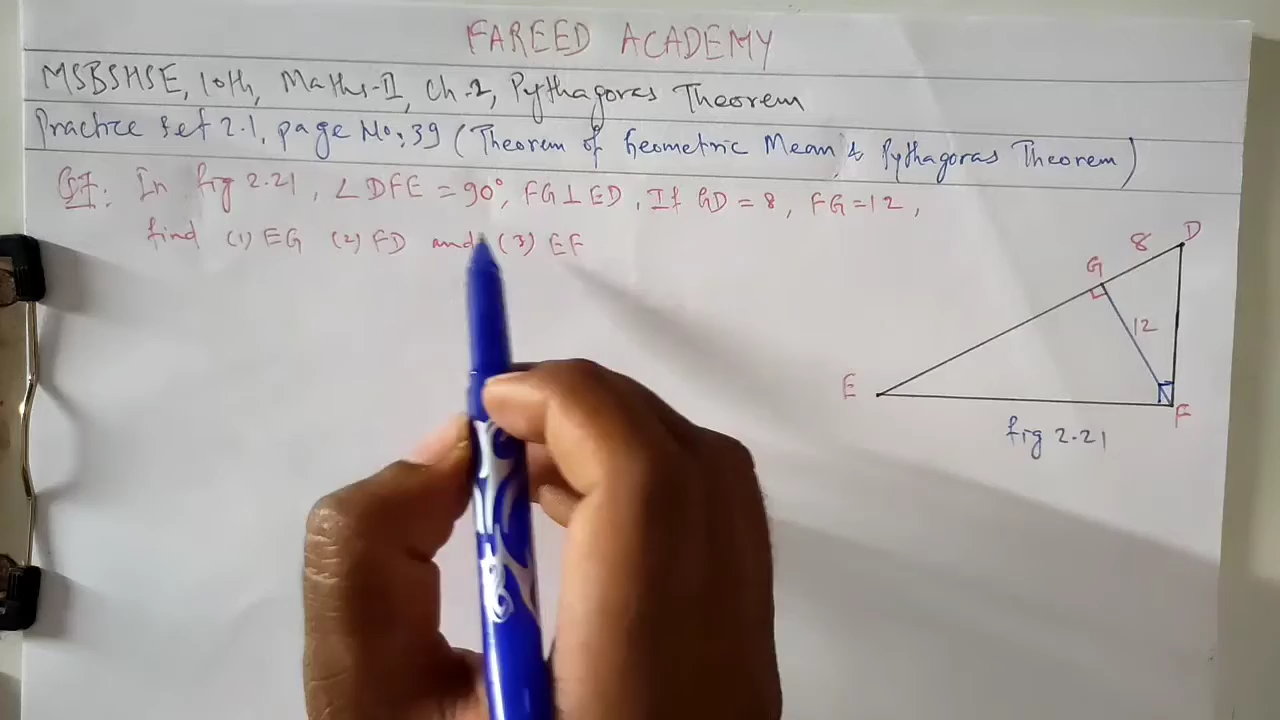 FAREED ACADEMY
MSBSHSE, 10th, Maths-II, Ch-2, Pythagoras Theorem
Practice set 2.1, page No: 39 (Theorem of Geometric Mean & Pythagoras Theorem)
Q7: In fig 2.21, ∠DFE = 90°, FG⊥ED, If GD = 8, FG=12,
find (1) EG (2) FD and (3) EF
D
8
G
12
E
F
fig 2.21